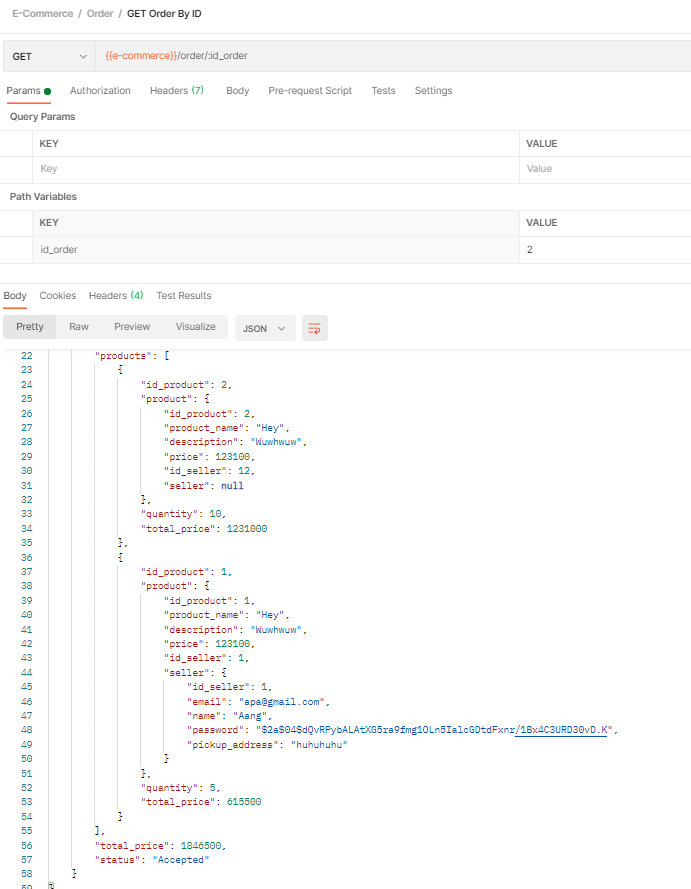 E-Commerce / Order / GET Order By ID
GET {{e-commerce}}/order/:id_order
Params Authorization Headers (7) Body Pre-request Script Tests Settings
Query Params
KEY VALUE
Key Value
Path Variables
KEY VALUE
id_order 2
Body Cookies Headers (4) Test Results
Pretty Raw Preview Visualize JSON
22 "products": [
23 {
24 "id_product": 2,
25 "product": {
26 "id_product": 2,
27 "product_name": "Hey",
28 "description": "Wuwhwuw",
29 "price": 123100,
30 "id_seller": 12,
31 "seller": null
32 },
33 "quantity": 10,
34 "total_price": 1231000
35 },
36 {
37 "id_product": 1,
38 "product": {
39 "id_product": 1,
40 "product_name": "Hey",
41 "description": "Wuwhwuw",
42 "price": 123100,
43 "id_seller": 1,
44 "seller": {
45 "id_seller": 1,
46 "email": "apa@gmail.com",
47 "name": "Aang",
48 "password": "$2a$04$dQvRPybALAtXG5ra9fmg1OLn5IalcGDtdFxnr/1Bx4C3URD30vD.K",
49 "pickup_address": "huhuhuhu"
50 }
51 },
52 "quantity": 5,
53 "total_price": 615500
54 }
55 ],
56 "total_price": 1846500,
57 "status": "Accepted"
58 }
59 }